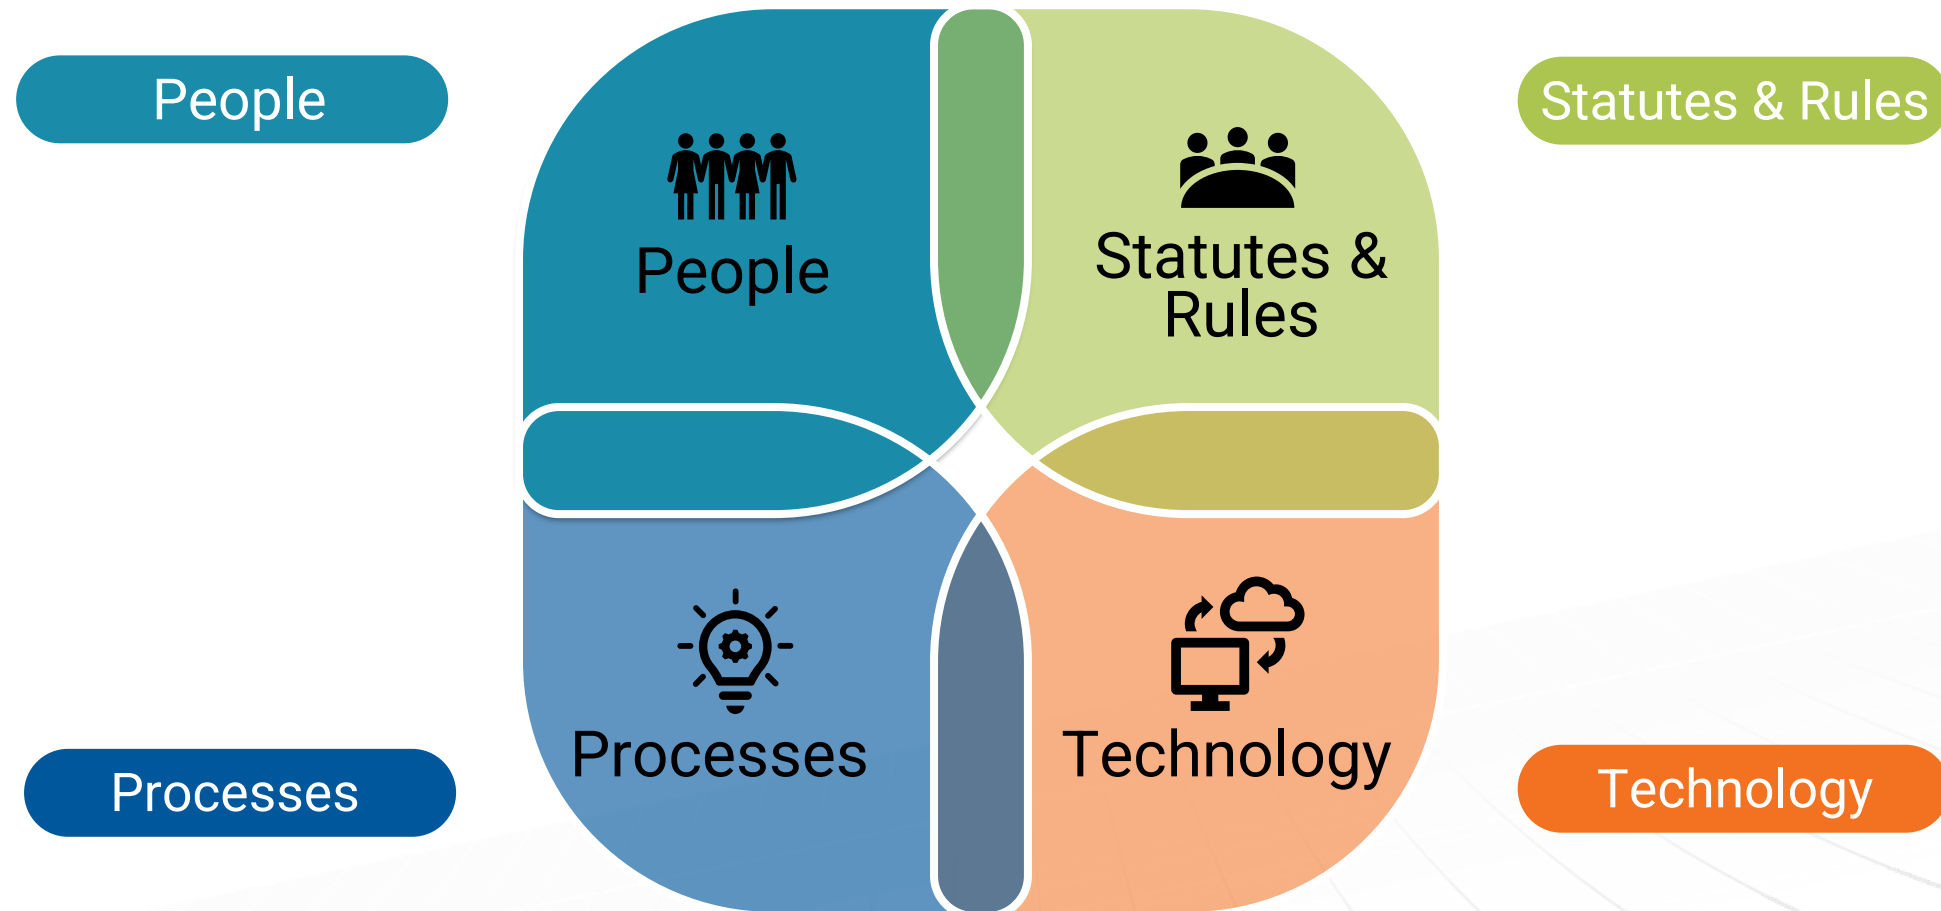 People
Statutes & Rules
People
Statutes &
Rules
Processes
Technology
Processes
Technology